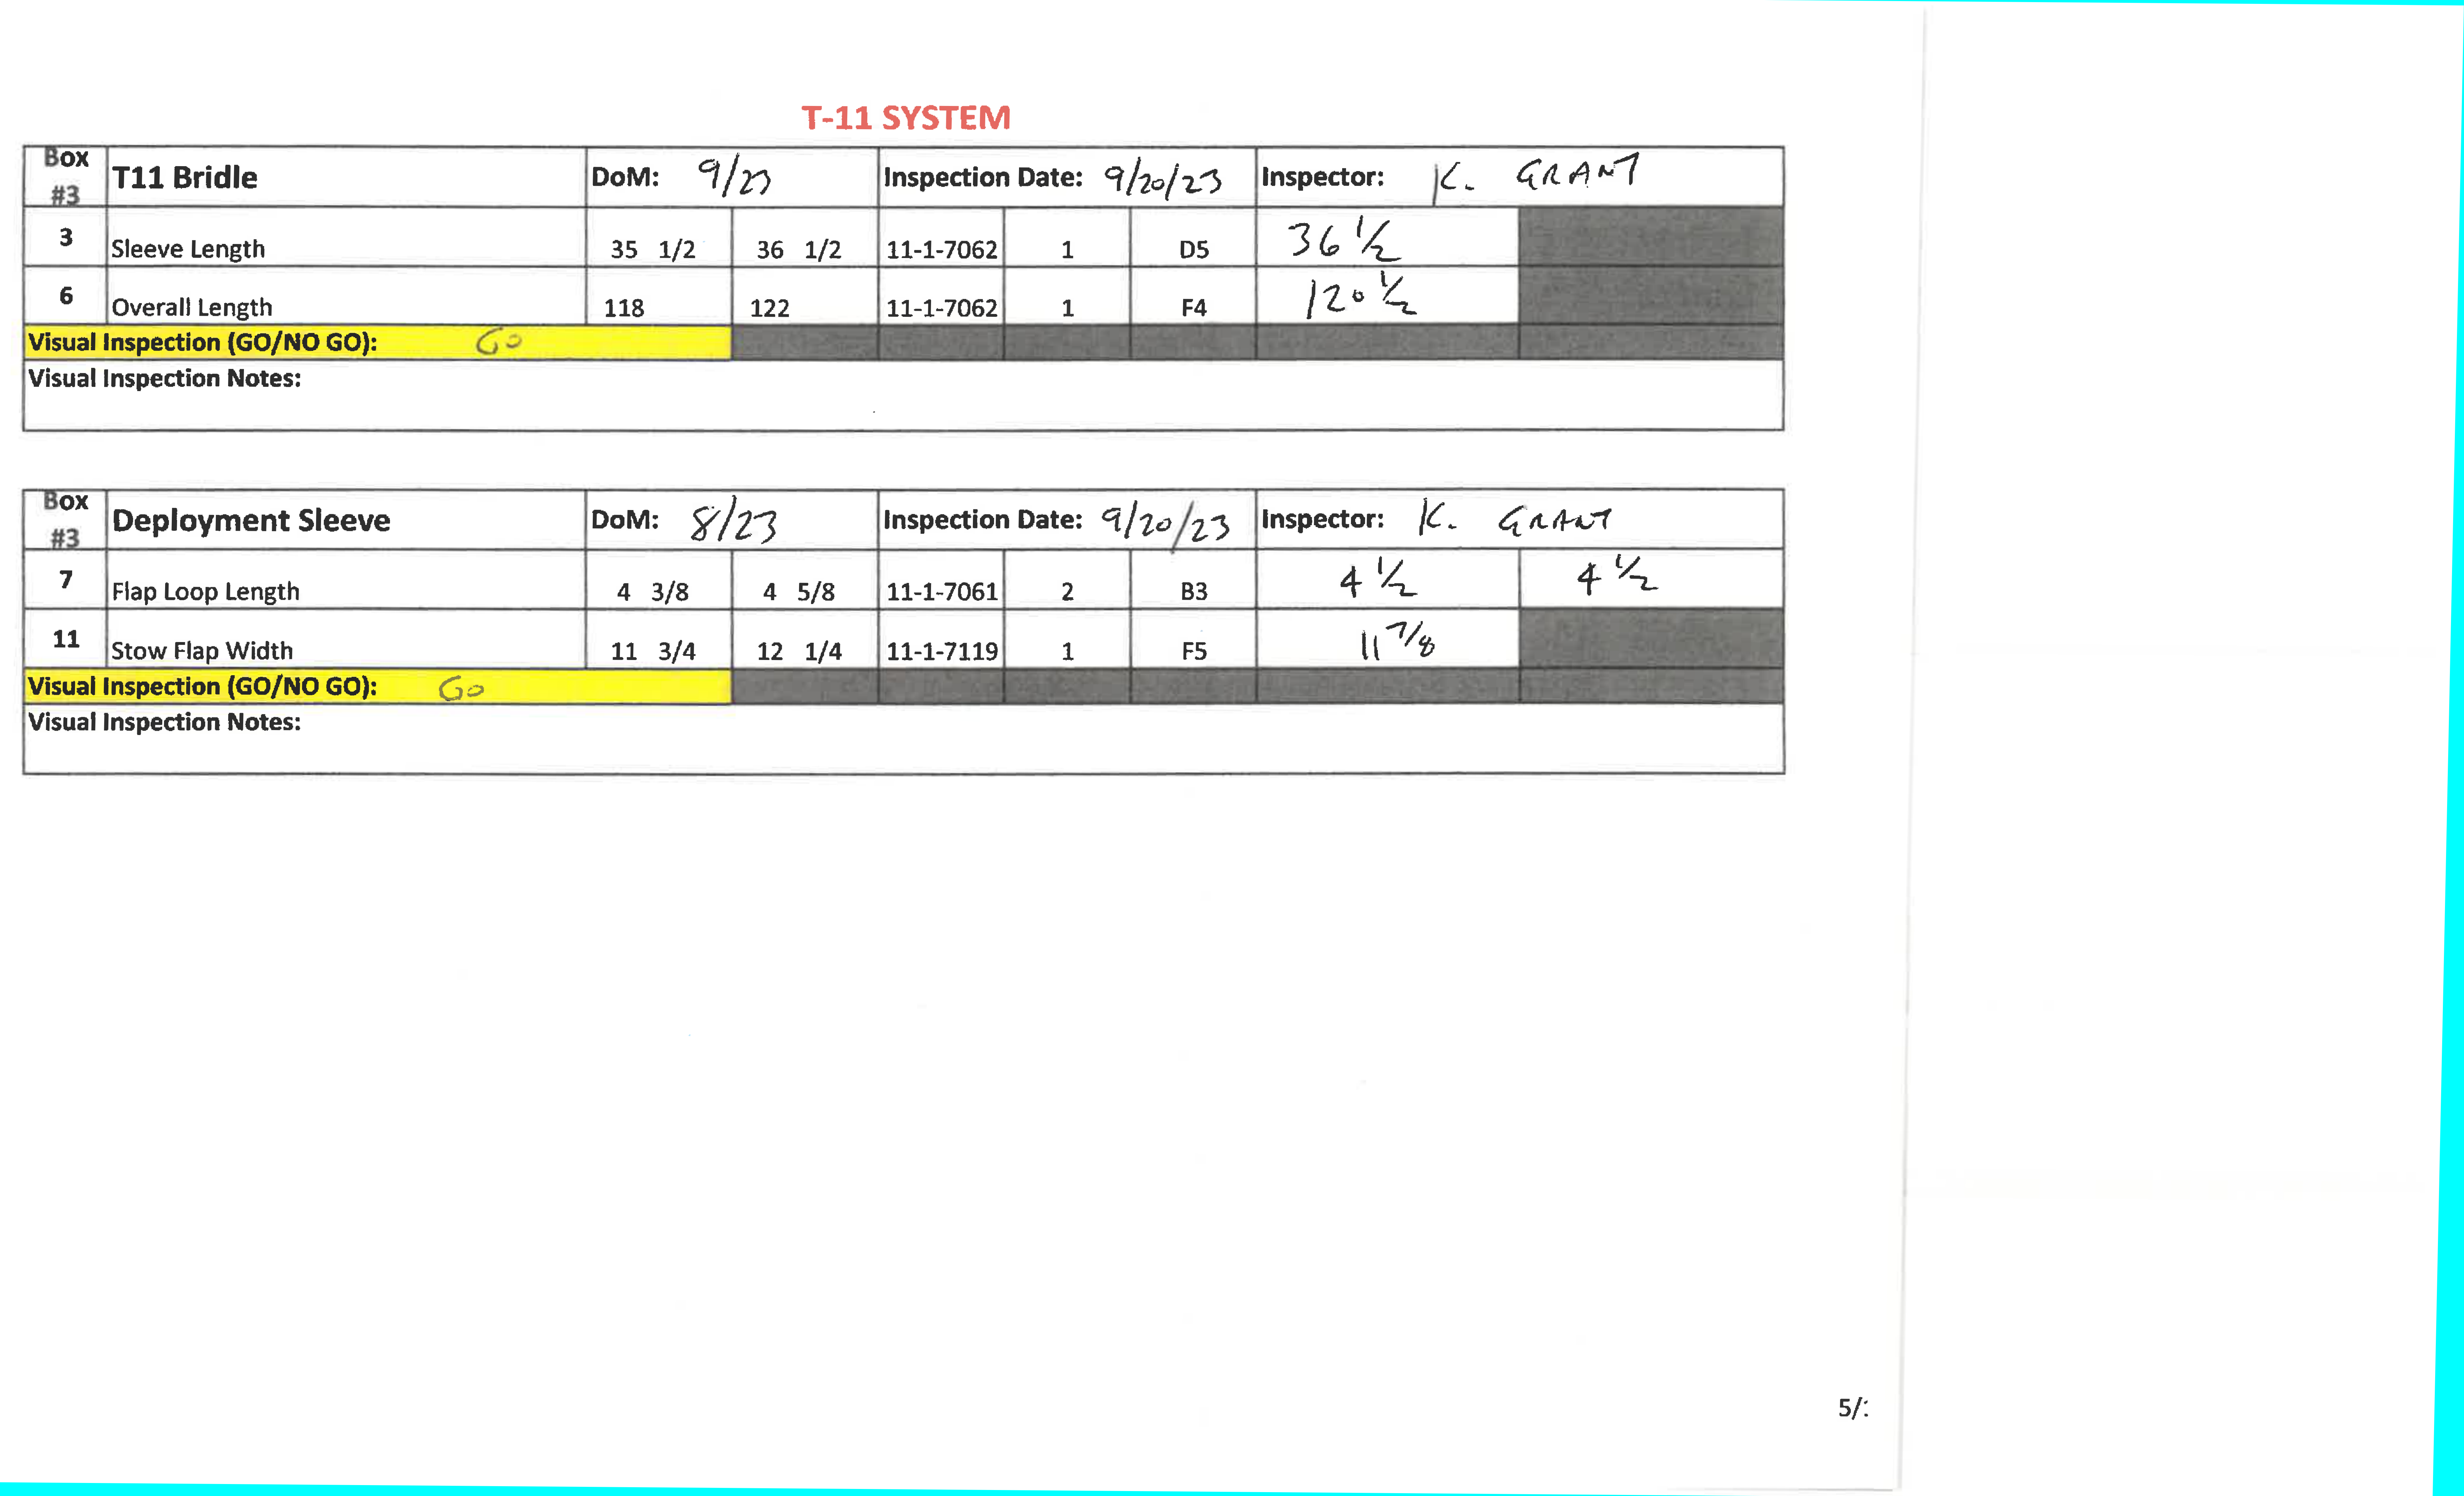 T-11 SYSTEM
Box #3 T11 Bridle DoM: 9/23 Inspection Date: 9/20/23 Inspector: K. GRANT
3 Sleeve Length 35 1/2 36 1/2 11-1-7062 1 D5 36 1/2
6 Overall Length 118 122 11-1-7062 1 F4 120 1/2
Visual Inspection (GO/NO GO): GO
Visual Inspection Notes:
Box #3 Deployment Sleeve DoM: 8/23 Inspection Date: 9/20/23 Inspector: K. GRANT
7 Flap Loop Length 4 3/8 4 5/8 11-1-7061 2 B3 4 1/2 4 1/2
11 Stow Flap Width 11 3/4 12 1/4 11-1-7119 1 F5 11 7/8
Visual Inspection (GO/NO GO): GO
Visual Inspection Notes:
5/